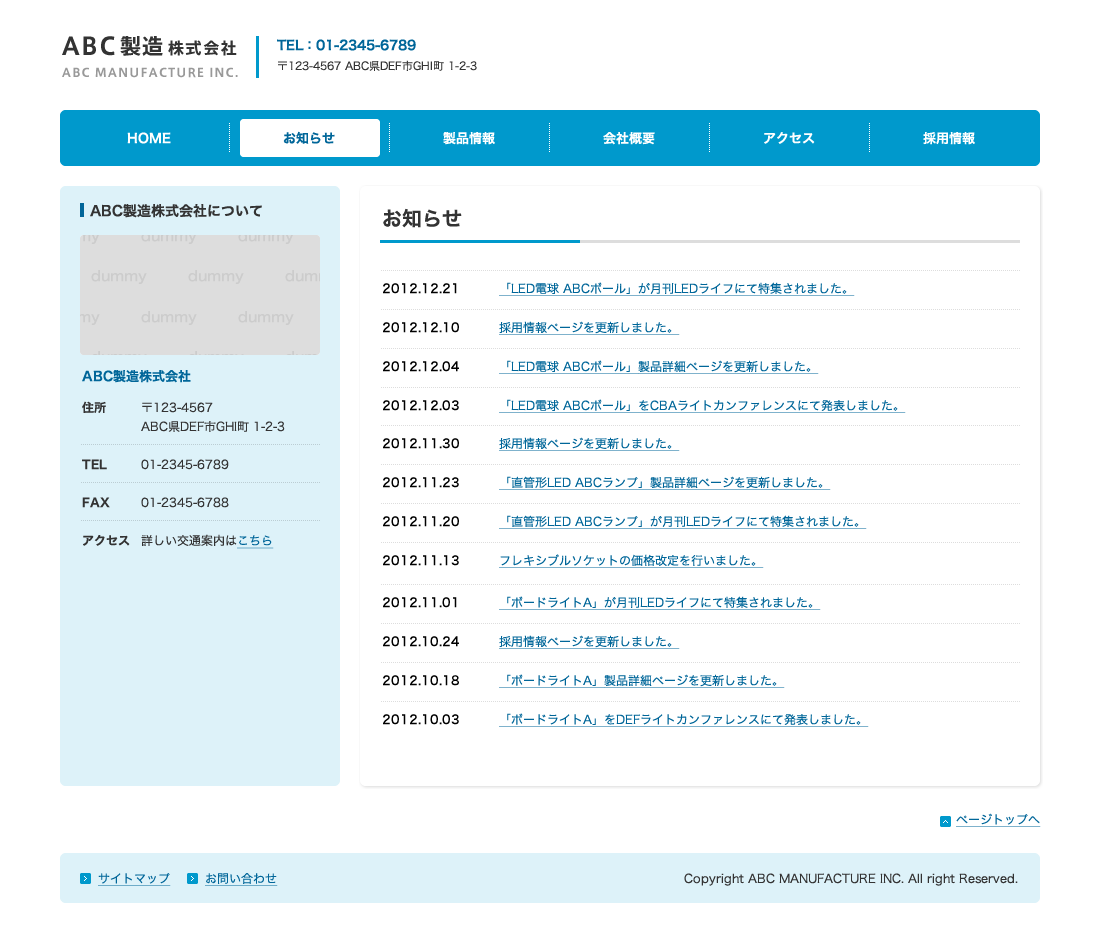 ABC製造 株式会社
ABC MANUFACTURE INC.
TEL : 01-2345-6789
〒123-4567 ABC県DEF市GHI町 1-2-3
HOME
お知らせ
製品情報
会社概要
アクセス
採用情報
ABC製造株式会社について
dummy dummy dummy
dummy dummy dum
my dummy dummy
ABC製造株式会社
住所 〒123-4567
ABC県DEF市GHI町 1-2-3
TEL 01-2345-6789
FAX 01-2345-6788
アクセス 詳しい交通案内はこちら
お知らせ
2012.12.21 「LED電球 ABCボール」が月刊LEDライフにて特集されました。
2012.12.10 採用情報ページを更新しました。
2012.12.04 「LED電球 ABCボール」製品詳細ページを更新しました。
2012.12.03 「LED電球 ABCボール」をCBAライトカンファレンスにて発表しました。
2012.11.30 採用情報ページを更新しました。
2012.11.23 「直管形LED ABCランプ」製品詳細ページを更新しました。
2012.11.20 「直管形LED ABCランプ」が月刊LEDライフにて特集されました。
2012.11.13 フレキシブルソケットの価格改定を行いました。
2012.11.01 「ボードライトA」が月刊LEDライフにて特集されました。
2012.10.24 採用情報ページを更新しました。
2012.10.18 「ボードライトA」製品詳細ページを更新しました。
2012.10.03 「ボードライトA」をDEFライトカンファレンスにて発表しました。
ページトップへ
サイトマップ
お問い合わせ
Copyright ABC MANUFACTURE INC. All right Reserved.